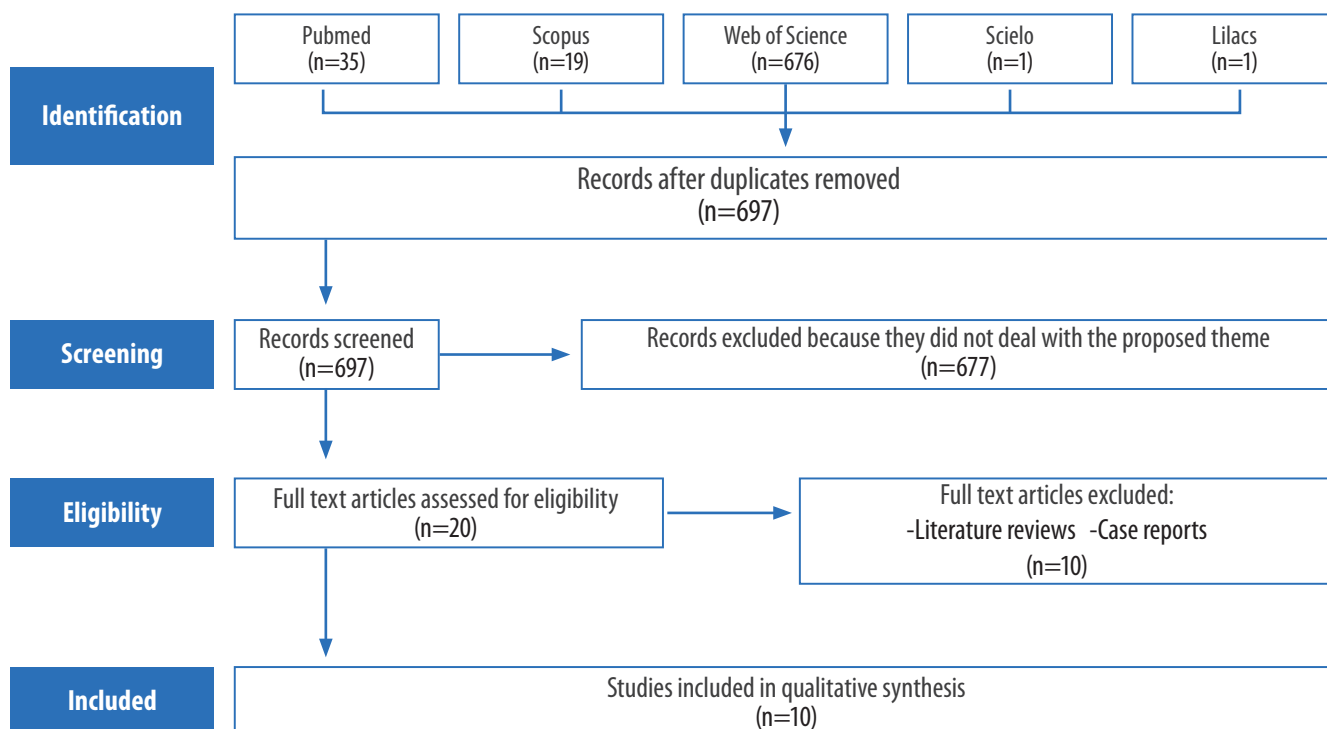 Pubmed
(n=35)
Scopus
(n=19)
Web of Science
(n=676)
Scielo
(n=1)
Lilacs
(n=1)
Identification
Records after duplicates removed
(n=697)
Screening
Records screened
(n=697)
Records excluded because they did not deal with the proposed theme
(n=677)
Eligibility
Full text articles assessed for eligibility
(n=20)
Full text articles excluded:
-Literature reviews -Case reports
(n=10)
Included
Studies included in qualitative synthesis
(n=10)